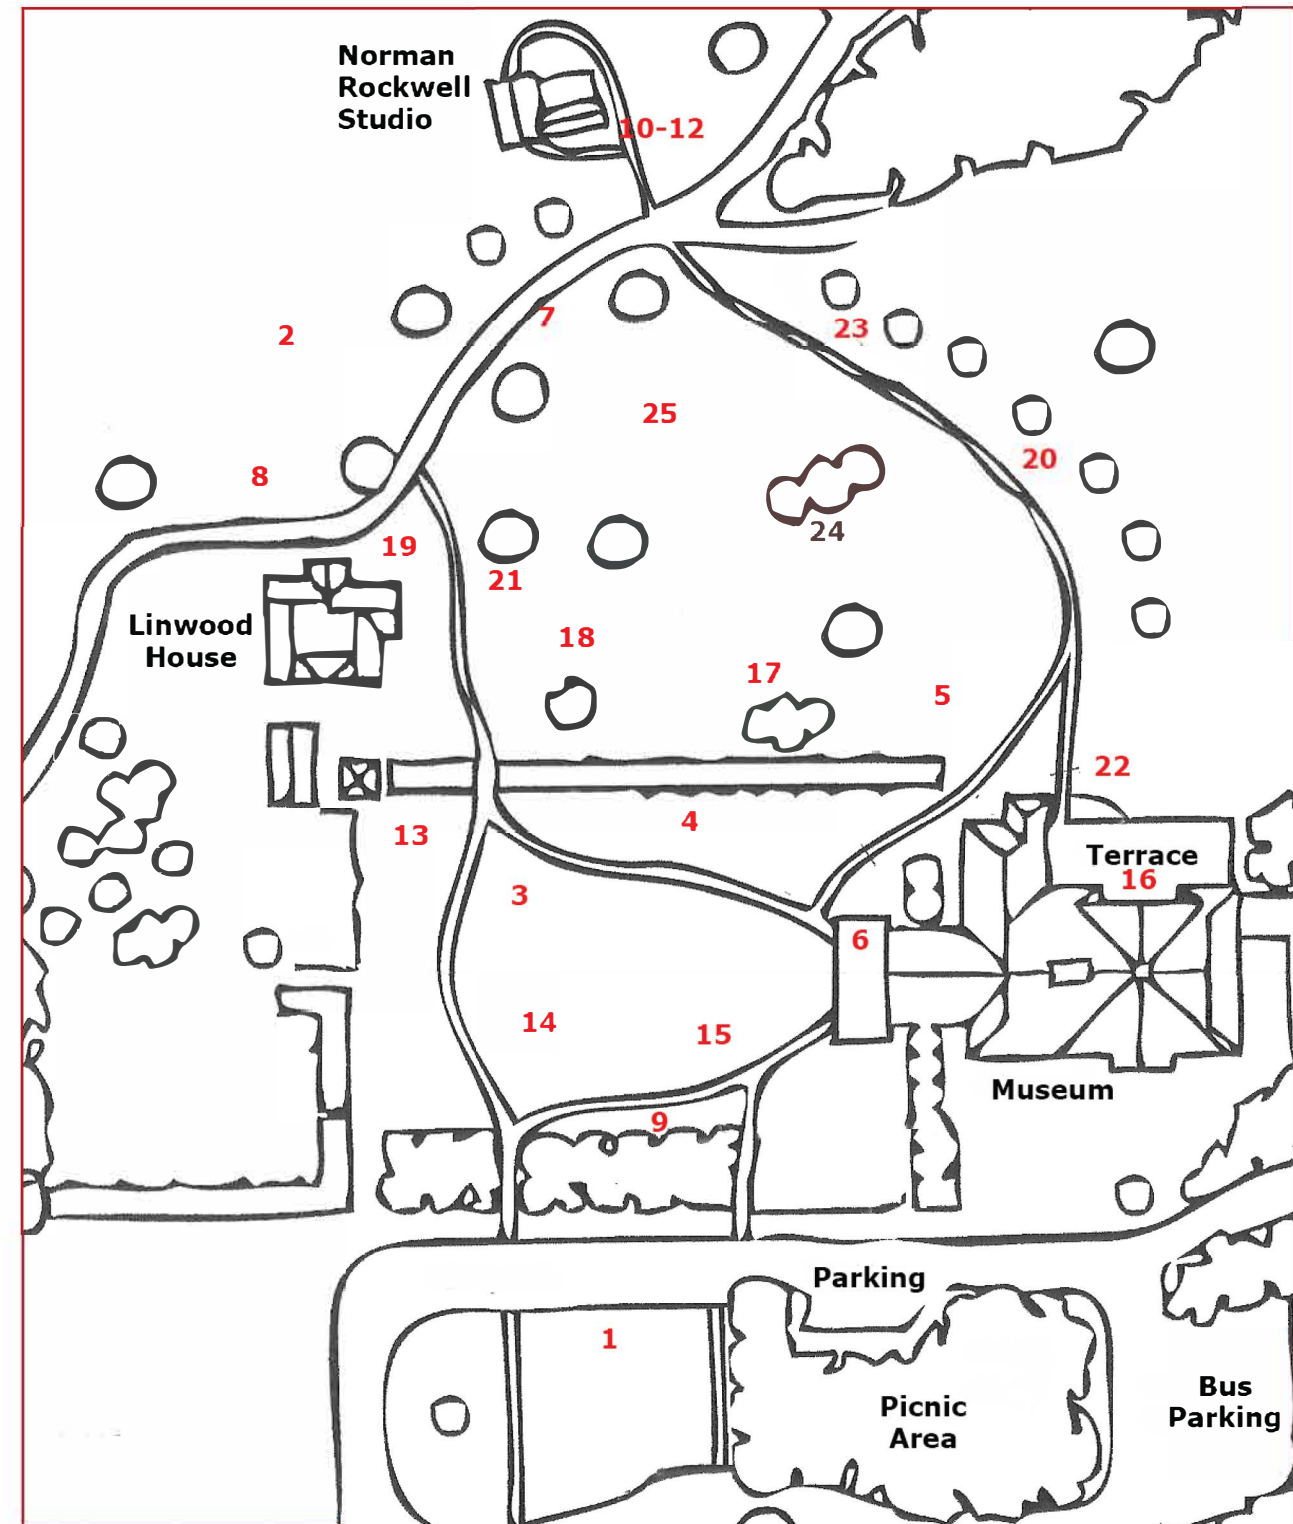 Norman
Rockwell
Studio
10-12
2
7
23
25
8
20
24
19
21
Linwood
House
18
17
5
22
13
4
Terrace
16
3
6
14
15
Museum
9
Parking
1
Picnic
Area
Bus
Parking